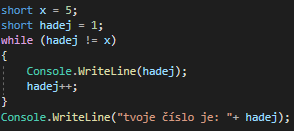 short x = 5;
short hadej = 1;
while (hadej != x)
{
    Console.WriteLine(hadej);
    hadej++;
}
Console.WriteLine("tvoje číslo je: "+ hadej);